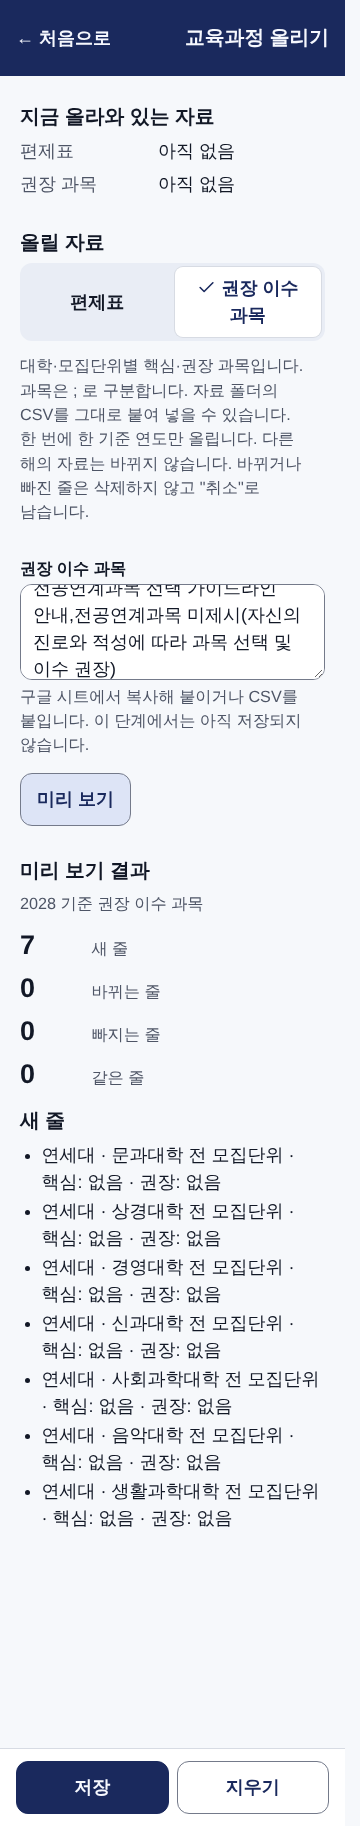 ← 처음으로
교육과정 올리기
지금 올라와 있는 자료
편제표 아직 없음
권장 과목 아직 없음
올릴 자료
편제표
✓ 권장 이수
과목
대학·모집단위별 핵심·권장 과목입니다.
과목은 ; 로 구분합니다. 자료 폴더의
CSV를 그대로 붙여 넣을 수 있습니다.
한 번에 한 기준 연도만 올립니다. 다른
해의 자료는 바뀌지 않습니다. 바뀌거나
빠진 줄은 삭제하지 않고 "취소"로
남습니다.
권장 이수 과목
전공연계과목 선택 가이드라인
안내,전공연계과목 미제시(자신의
진로와 적성에 따라 과목 선택 및
이수 권장)
구글 시트에서 복사해 붙이거나 CSV를
붙입니다. 이 단계에서는 아직 저장되지
않습니다.
미리 보기
미리 보기 결과
2028 기준 권장 이수 과목
7 새 줄
0 바뀌는 줄
0 빠지는 줄
0 같은 줄
새 줄
• 연세대 · 문과대학 전 모집단위 ·
핵심: 없음 · 권장: 없음
• 연세대 · 상경대학 전 모집단위 ·
핵심: 없음 · 권장: 없음
• 연세대 · 경영대학 전 모집단위 ·
핵심: 없음 · 권장: 없음
• 연세대 · 신과대학 전 모집단위 ·
핵심: 없음 · 권장: 없음
• 연세대 · 사회과학대학 전 모집단위
· 핵심: 없음 · 권장: 없음
• 연세대 · 음악대학 전 모집단위 ·
핵심: 없음 · 권장: 없음
• 연세대 · 생활과학대학 전 모집단위
· 핵심: 없음 · 권장: 없음
저장
지우기